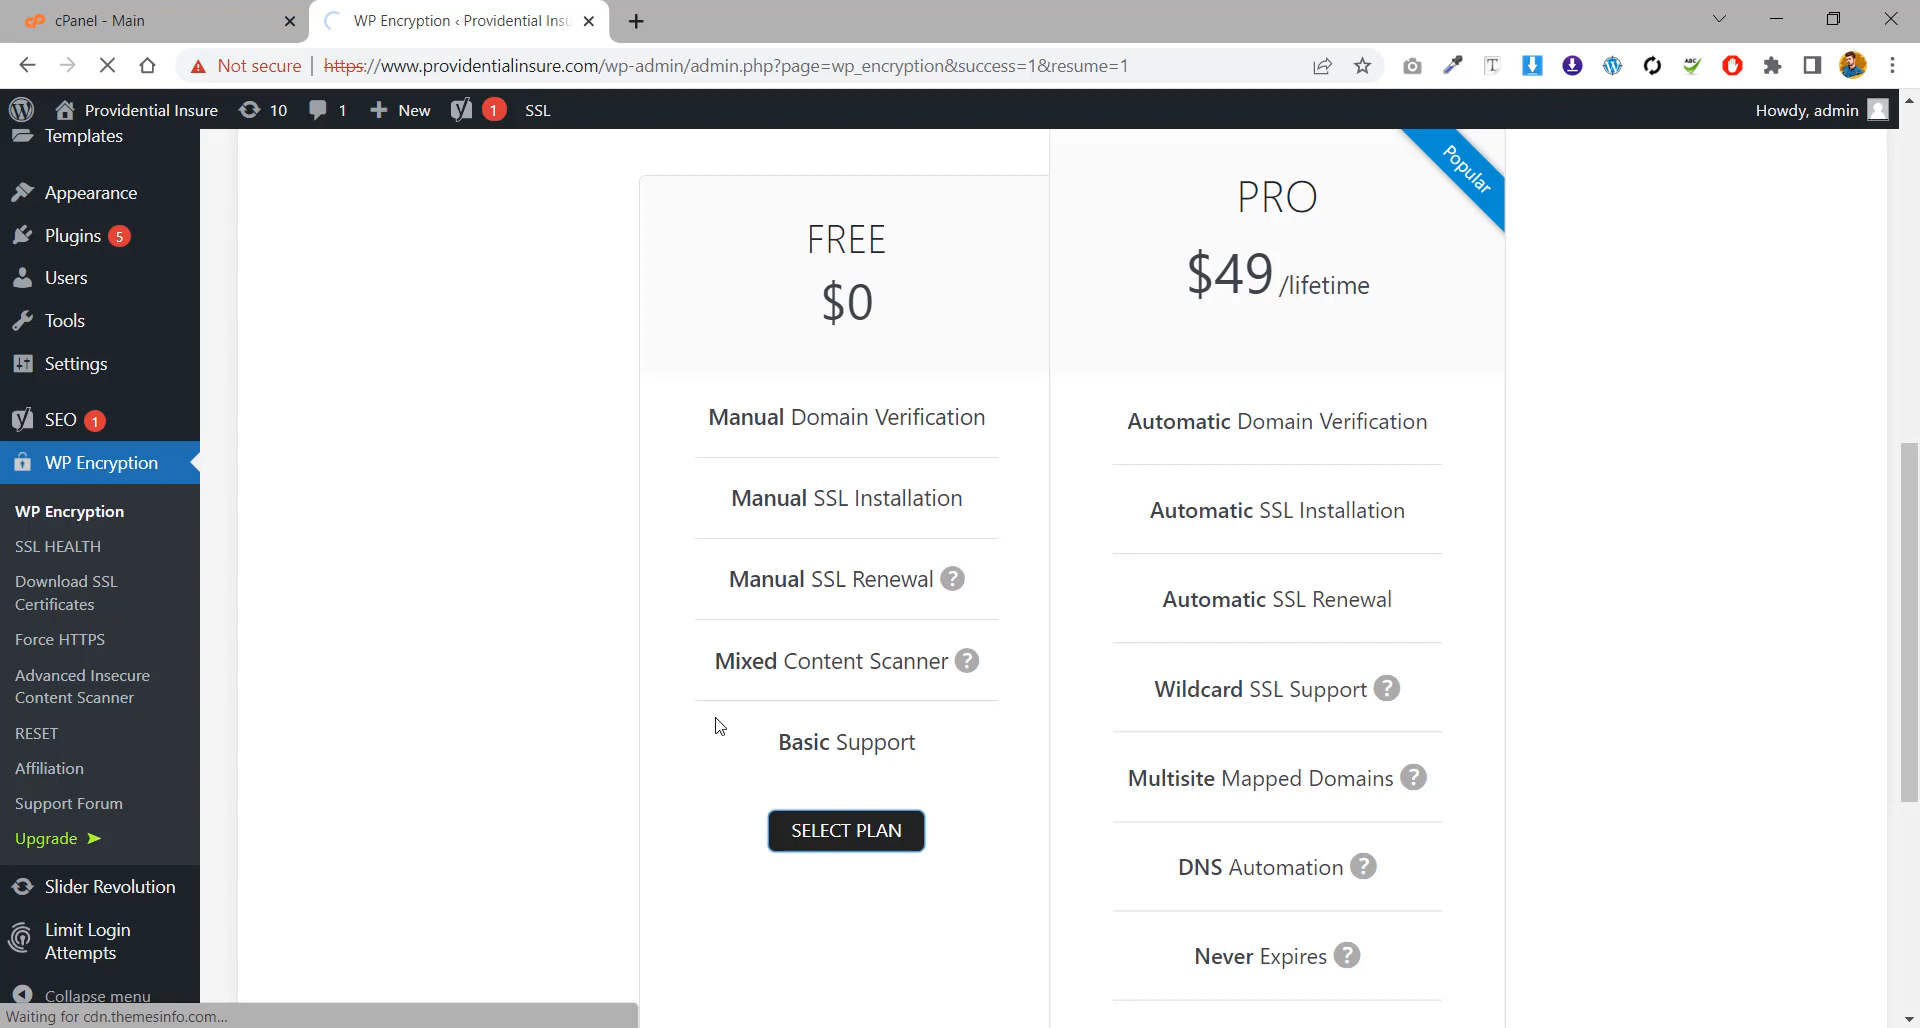 cPanel - Main
WP Encryption ‹ Providential Insu
Not secure | https://www.providentialinsure.com/wp-admin/admin.php?page=wp_encryption&success=1&resume=1
Providential Insure 10 1 New 1 SSL
Howdy, admin
Templates
Appearance
Plugins 5
Users
Tools
Settings
SEO 1
WP Encryption
WP Encryption
SSL HEALTH
Download SSL
Certificates
Force HTTPS
Advanced Insecure
Content Scanner
RESET
Affiliation
Support Forum
Upgrade ➤
Slider Revolution
Limit Login
Attempts
Collapse menu
Waiting for cdn.themesinfo.com...
FREE
$0
Manual Domain Verification
Manual SSL Installation
Manual SSL Renewal ?
Mixed Content Scanner ?
Basic Support
SELECT PLAN
Popular
PRO
$49 /lifetime
Automatic Domain Verification
Automatic SSL Installation
Automatic SSL Renewal
Wildcard SSL Support ?
Multisite Mapped Domains ?
DNS Automation ?
Never Expires ?